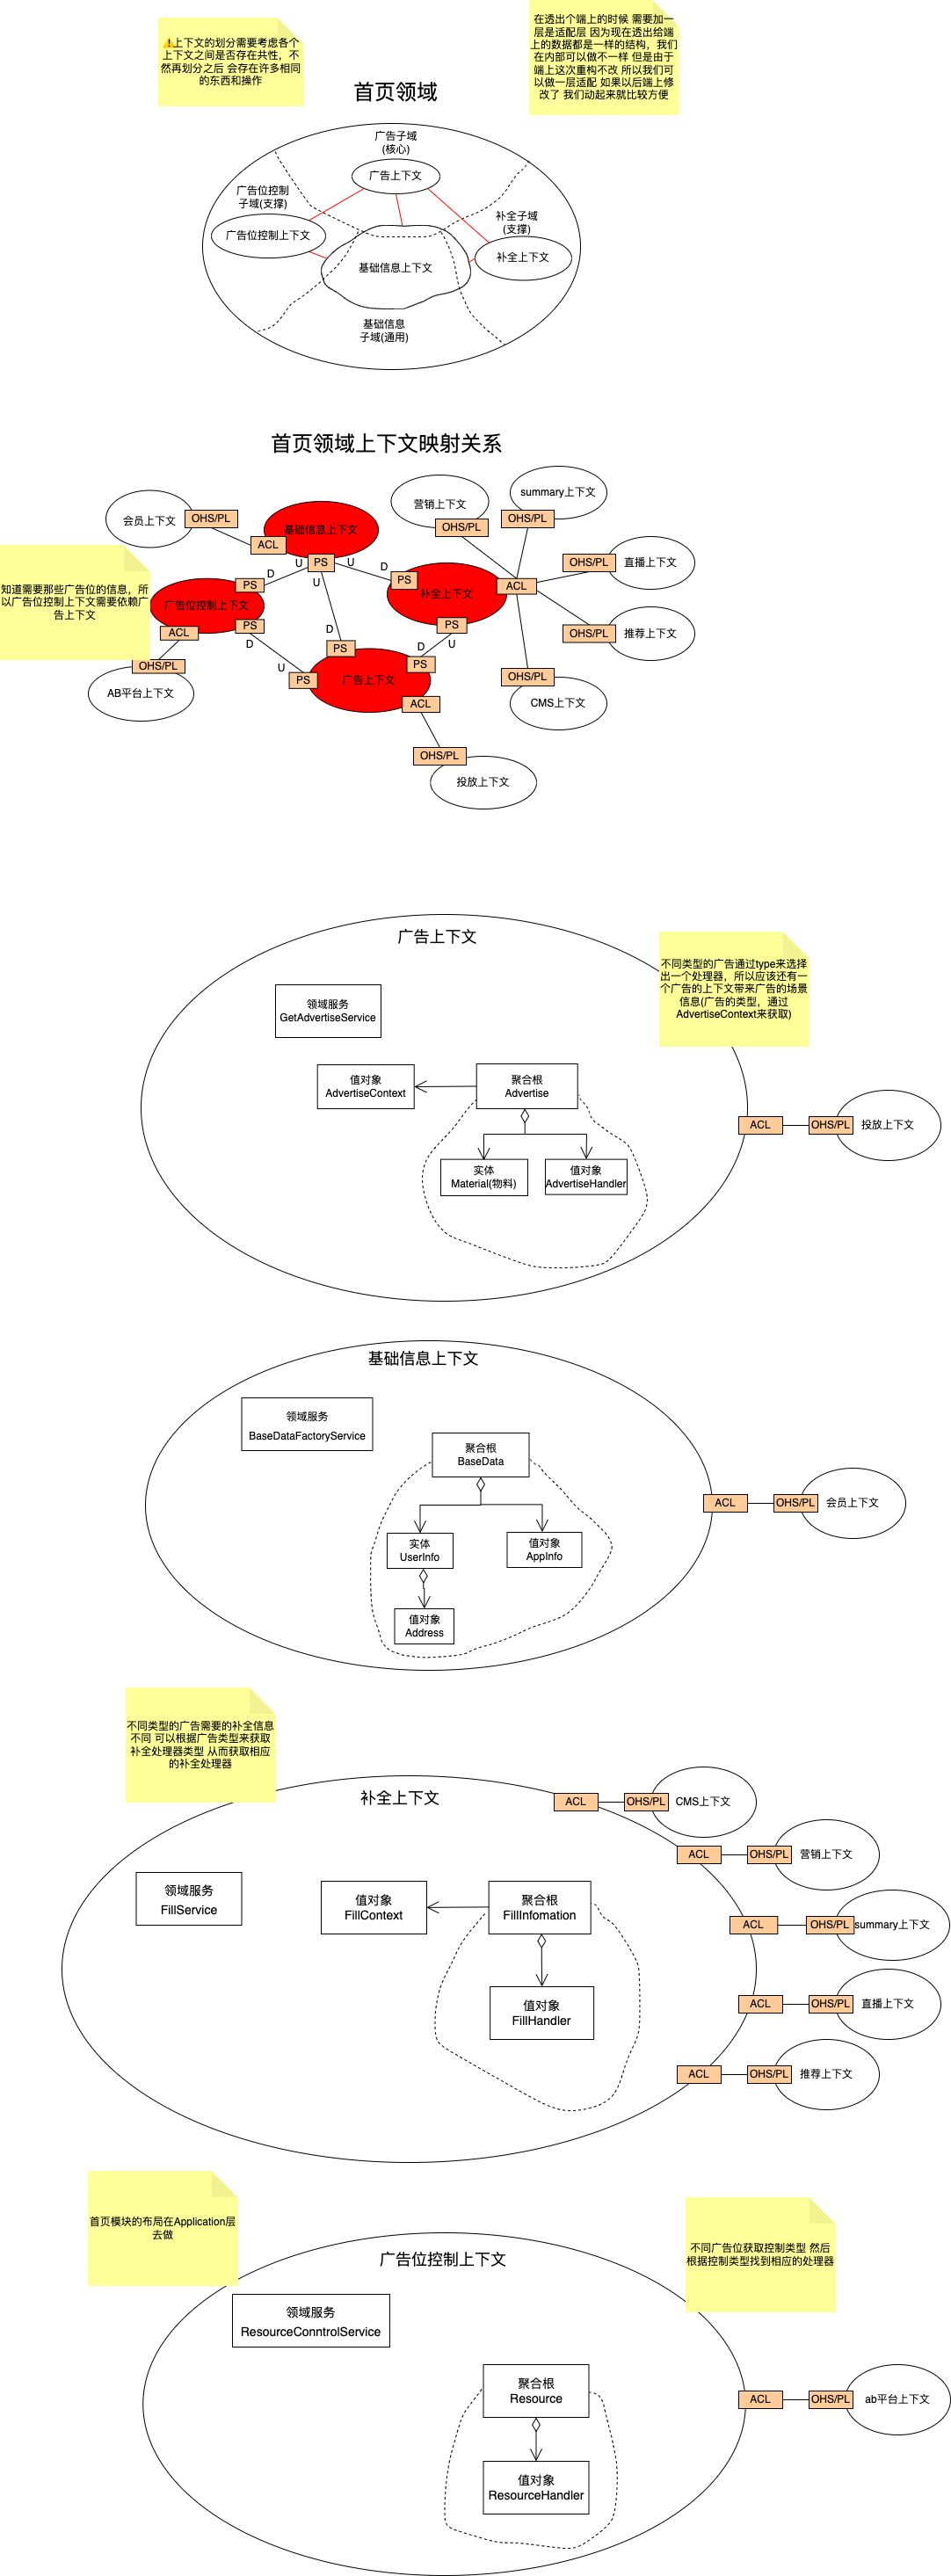 ⚠️上下文的划分需要考虑各个
上下文之间是否存在共性，不
然再划分之后 会存在许多相同
的东西和操作
在透出个端上的时候 需要加一
层是适配层 因为现在透出给端
上的数据都是一样的结构，我们
在内部可以做不一样 但是由于
端上这次重构不改 所以我们可
以做一层适配 如果以后端上修
改了 我们动起来就比较方便
首页领域
广告子域
(核心)
广告上下文
广告位控制
子域(支撑)
广告位控制上下文
补全子域
(支撑)
补全上下文
基础信息上下文
基础信息
子域(通用)
首页领域上下文映射关系
会员上下文
OHS/PL
ACL
基础信息上下文
PS
U
U
U
营销上下文
OHS/PL
summary上下文
OHS/PL
OHS/PL
直播上下文
知道需要那些广告位的信息，所
以广告位控制上下文需要依赖广
告上下文
PS
D
广告位控制上下文
ACL
PS
D
D
PS
补全上下文
ACL
PS
U
OHS/PL
推荐上下文
OHS/PL
AB平台上下文
D
PS
U
PS
广告上下文
D
PS
ACL
OHS/PL
CMS上下文
OHS/PL
投放上下文
广告上下文
不同类型的广告通过type来选择
出一个处理器，所以应该还有一
个广告的上下文带来广告的场景
信息(广告的类型，通过
AdvertiseContext来获取)
领域服务
GetAdvertiseService
值对象
AdvertiseContext
聚合根
Advertise
实体
Material(物料)
值对象
AdvertiseHandler
ACL
OHS/PL
投放上下文
基础信息上下文
领域服务
BaseDataFactoryService
聚合根
BaseData
实体
UserInfo
值对象
AppInfo
值对象
Address
ACL
OHS/PL
会员上下文
不同类型的广告需要的补全信息
不同 可以根据广告类型来获取
补全处理器类型 从而获取相应
的补全处理器
补全上下文
领域服务
FillService
值对象
FillContext
聚合根
FillInfomation
值对象
FillHandler
ACL
OHS/PL
CMS上下文
ACL
OHS/PL
营销上下文
ACL
OHS/PL
summary上下文
ACL
OHS/PL
直播上下文
ACL
OHS/PL
推荐上下文
首页模块的布局在Application层
去做
广告位控制上下文
不同广告位获取控制类型 然后
根据控制类型找到相应的处理器
领域服务
ResourceConntrolService
聚合根
Resource
值对象
ResourceHandler
ACL
OHS/PL
ab平台上下文